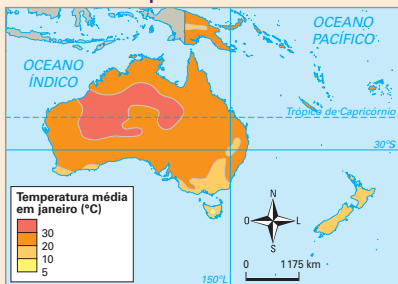 OCEANO
PACÍFICO
OCEANO
ÍNDICO
Trópico de Capricórnio
30°S
Temperatura média
em janeiro (°C)
30
20
10
5
N
O
L
S
0
1175 km
150°L